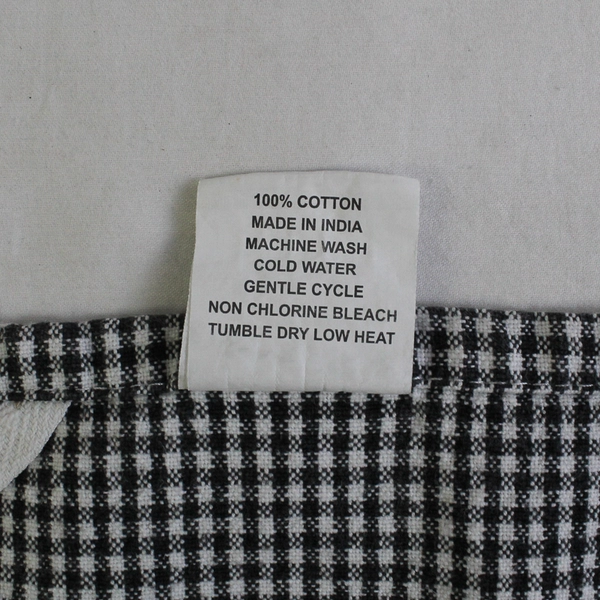 100% COTTON
MADE IN INDIA
MACHINE WASH
COLD WATER
GENTLE CYCLE
NON CHLORINE BLEACH
TUMBLE DRY LOW HEAT